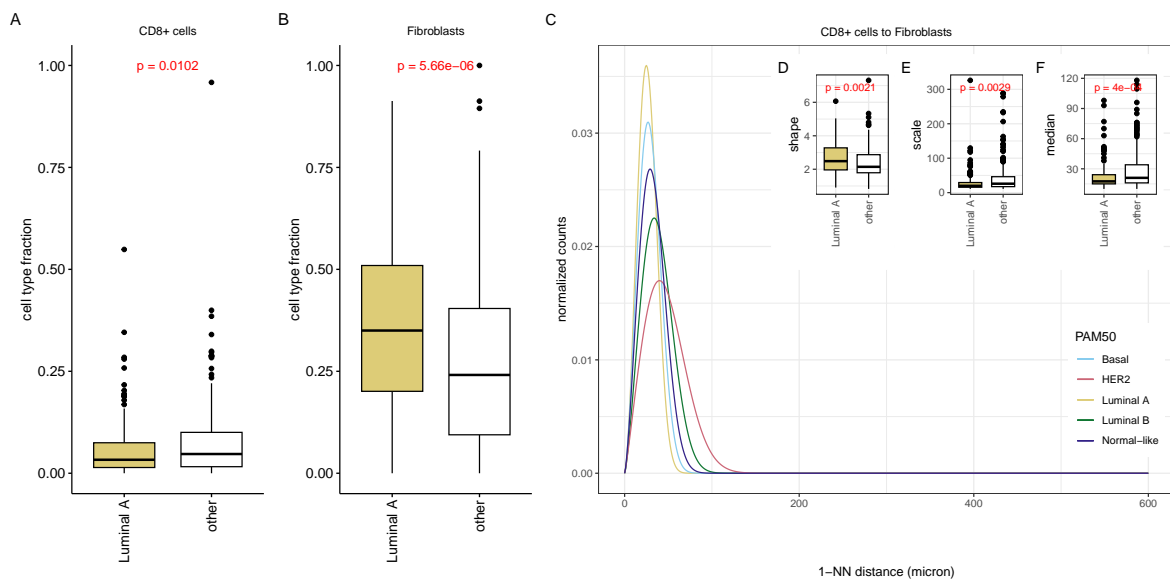 A
CD8+ cells
p = 0.0102
cell type fraction
1.00
0.75
0.50
0.25
0.00
Luminal A
other
B
Fibroblasts
p = 5.66e−06
cell type fraction
1.00
0.75
0.50
0.25
0.00
Luminal A
other
C
CD8+ cells to Fibroblasts
normalized counts
0.03
0.02
0.01
0.00
0
200
400
600
1−NN distance (micron)
D
p = 0.0021
shape
6
4
2
Luminal A
other
E
p = 0.0029
scale
300
200
100
0
Luminal A
other
F
p = 4e−04
median
120
90
60
30
Luminal A
other
PAM50
Basal
HER2
Luminal A
Luminal B
Normal−like